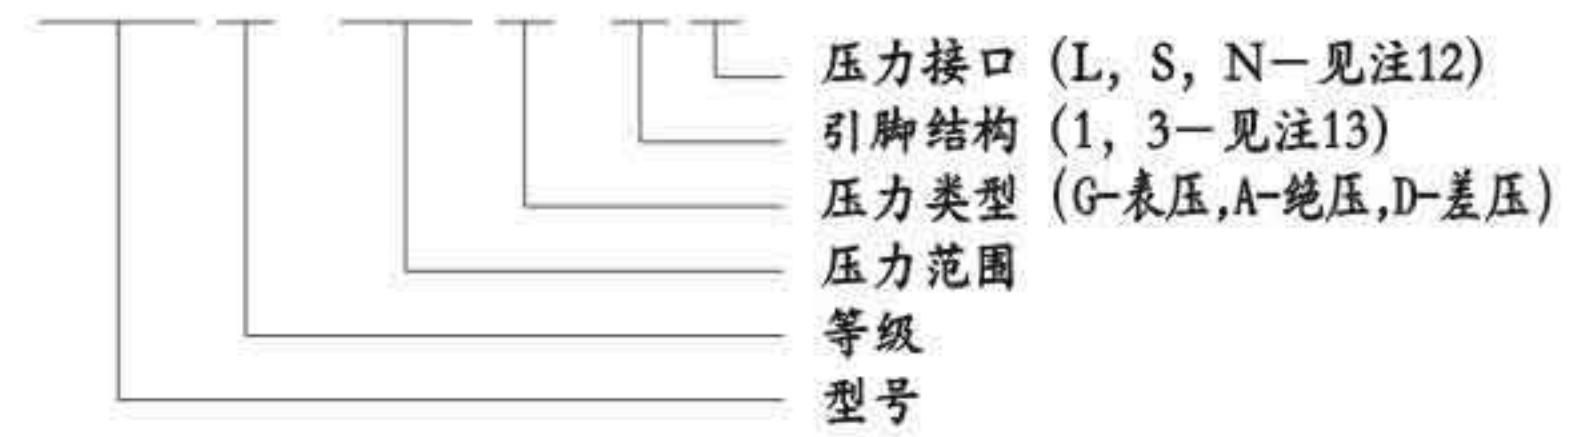 压力接口 (L, S, N－见注12)
引脚结构 (1, 3－见注13)
压力类型 (G-表压,A-绝压,D-差压)
压力范围
等级
型号